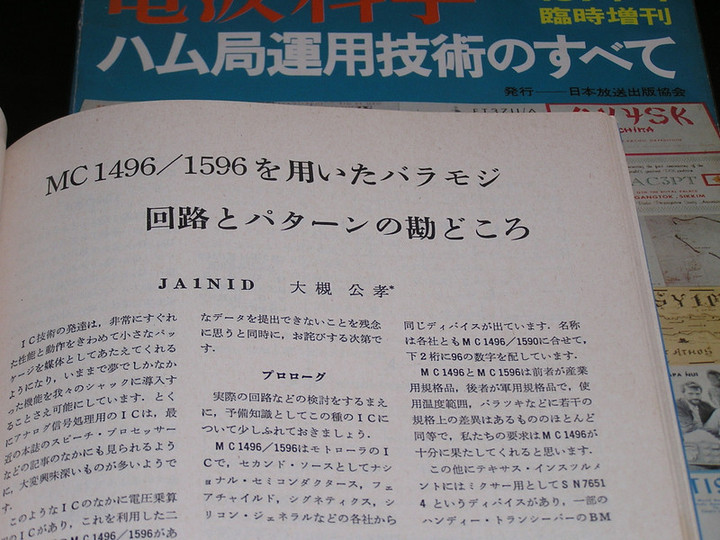 電波科学
臨時増刊
ハム局運用技術のすべて
発行──日本放送出版協会
MC1496／1596を用いたバラモジ
回路とパターンの勘どころ
JA1NID 大槻公孝*
IC技術の発達は，非常にすぐれ
た性能と動作をきわめて小さなパッ
ケージを媒体としてあたえてくれる
ようになり，いままで夢でしかなか
った機能を我々のシャックに導入す
ることさえ可能にしています．とく
にアナログ信号処理用のICは，最
近の本誌のスピーチ・プロセッサー
などの記事のなかにも見られるよう
に，大変興味深いものが多いようで
す．
このようなICのなかに電圧乗算
のICがあり，これを利用した二
MC1496／1596があ
なデータを提出できないことを残念
に思うと同時に，お詫びする次第で
す．
プロローグ
実際の回路などの検討をするまえ
に，予備知識としてこの種のICに
ついて少しふれておきましょう．
MC1496／1596はモトローラのI
Cで，セカンド・ソースとしてナシ
ョナル・セミコンダクタース，フェ
アチャイルド，シグネティクス，シ
リコン・ジェネラルなどの各社から
同じディバイスが出ています．名称
は各社ともMC1496／1590に合せて，
下2桁に96の数字を配しています．
MC1496とMC1596は前者が産業
用規格品，後者が軍用規格品で，使
用温度範囲，バラツキなどに若干の
規格上の差異はあるもののほとんど
同等で，私たちの要求はMC1496が
十分に果たしてくれると思います．
この他にテキサス・インスツルメ
ントにはミクサー用としてSN7651
4というディバイスがあり，一部の
ハンディー・トランシーバーのBM
CHINA
AC3PT
GANGTOK, SIKKIM
SY1D
ATHOS